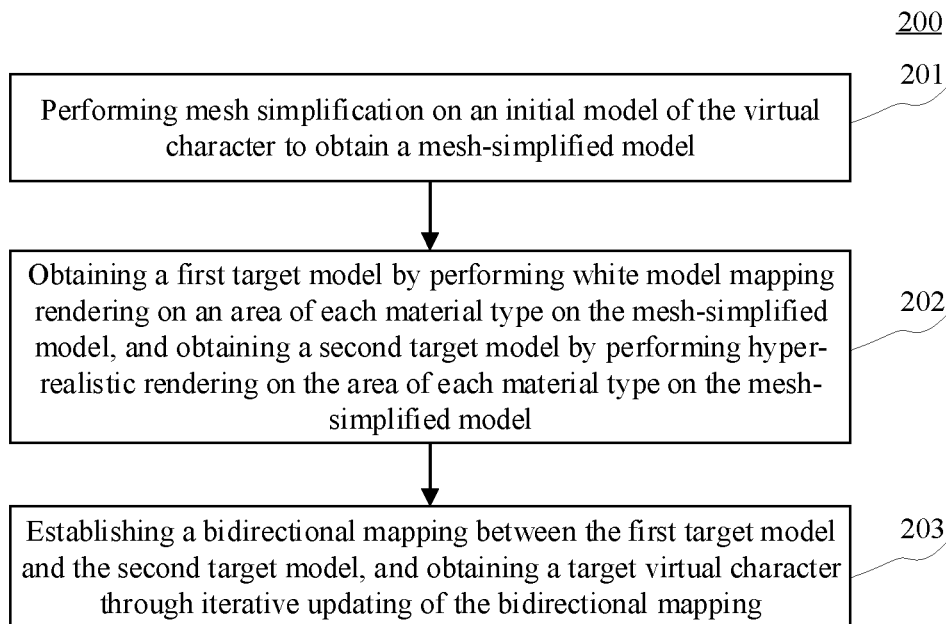 200
201
Performing mesh simplification on an initial model of the virtual
character to obtain a mesh-simplified model
Obtaining a first target model by performing white model mapping
rendering on an area of each material type on the mesh-simplified
model, and obtaining a second target model by performing hyper-
realistic rendering on the area of each material type on the mesh-
simplified model
202
Establishing a bidirectional mapping between the first target model
and the second target model, and obtaining a target virtual character
through iterative updating of the bidirectional mapping
203